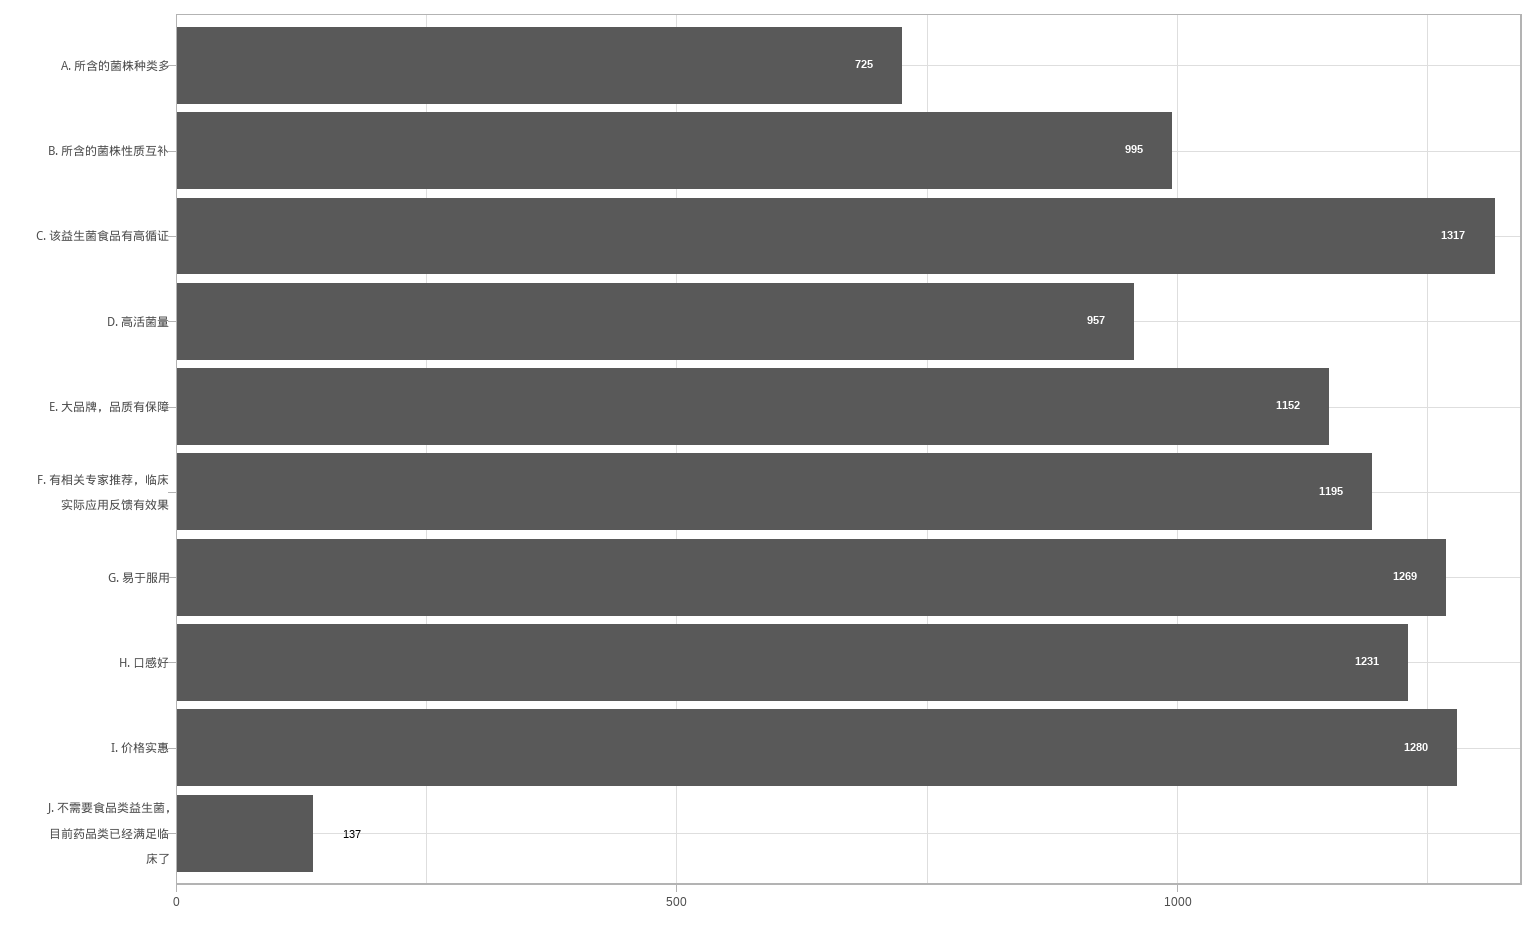 A. 所含的菌株种类多
725
B. 所含的菌株性质互补
995
C. 该益生菌食品有高循证
1317
D. 高活菌量
957
E. 大品牌，品质有保障
1152
F. 有相关专家推荐，临床
实际应用反馈有效果
1195
G. 易于服用
1269
H. 口感好
1231
I. 价格实惠
1280
J. 不需要食品类益生菌，
目前药品类已经满足临
床了
137
0
500
1000